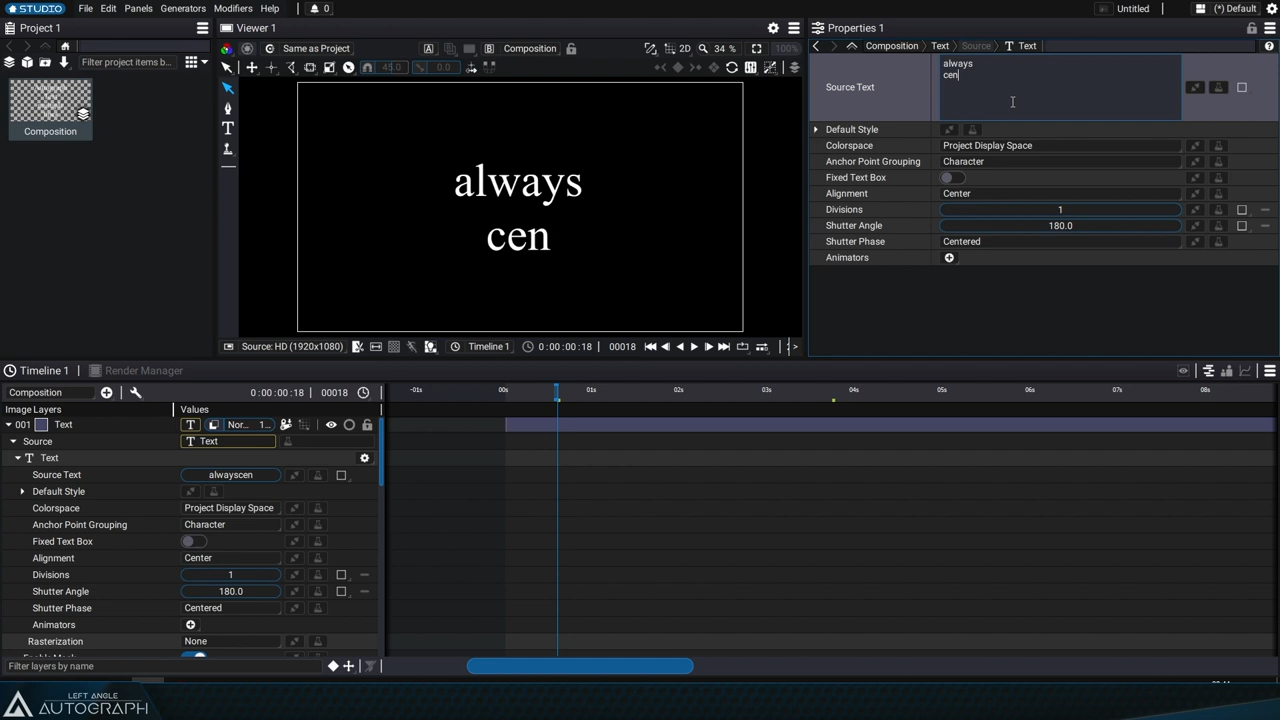 STUDIO File Edit Panels Generators Modifiers Help 0 Untitled (*) Default
Project 1 Viewer 1 Properties 1
Same as Project A B Composition 2D 34 % 100%
Composition Text Source Text
Filter project items b...
45.0 0.0
Composition
always
cen
Source Text always
cen
Default Style
Colorspace Project Display Space
Anchor Point Grouping Character
Fixed Text Box
Alignment Center
Divisions 1
Shutter Angle 180.0
Shutter Phase Centered
Animators
Source: HD (1920x1080) Timeline 1 0:00:00:18 00018
Timeline 1 Render Manager
Composition 0:00:00:18 00018 -01s 00s 01s 02s 03s 04s 05s 06s 07s 08s
Image Layers Values
001 Text Nor... 1...
Source Text
Text
Source Text alwayscen
Default Style
Colorspace Project Display Space
Anchor Point Grouping Character
Fixed Text Box
Alignment Center
Divisions 1
Shutter Angle 180.0
Shutter Phase Centered
Animators
Rasterization None
Filter layers by name
LEFT ANGLE
AUTOGRAPH